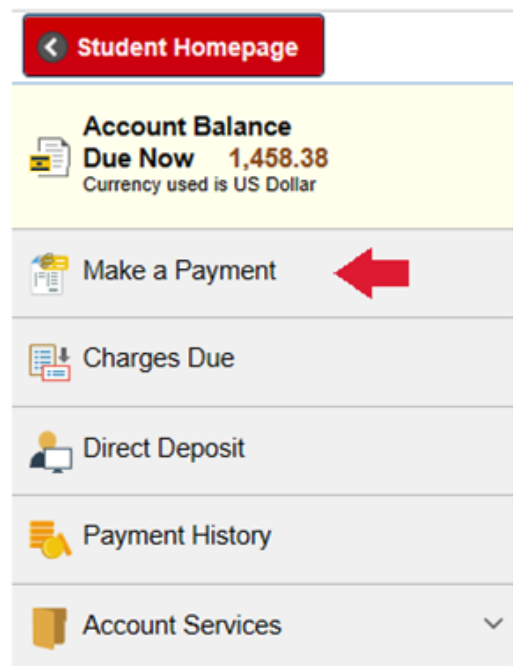 Student Homepage
Account Balance
Due Now 1,458.38
Currency used is US Dollar
Make a Payment
Charges Due
Direct Deposit
Payment History
Account Services